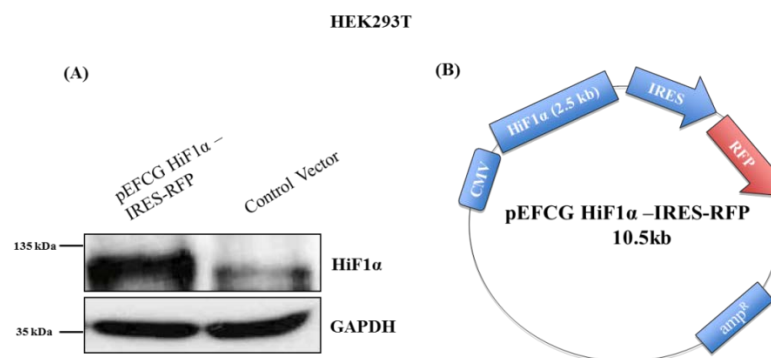 HEK293T
(A)
(B)
pEFCG HiF1α –
IRES-RFP
Control Vector
135 kDa
HiF1α
35 kDa
GAPDH
CMV
HiF1α (2.5 kb)
IRES
RFP
pEFCG HiF1α –IRES-RFP
10.5kb
ampR